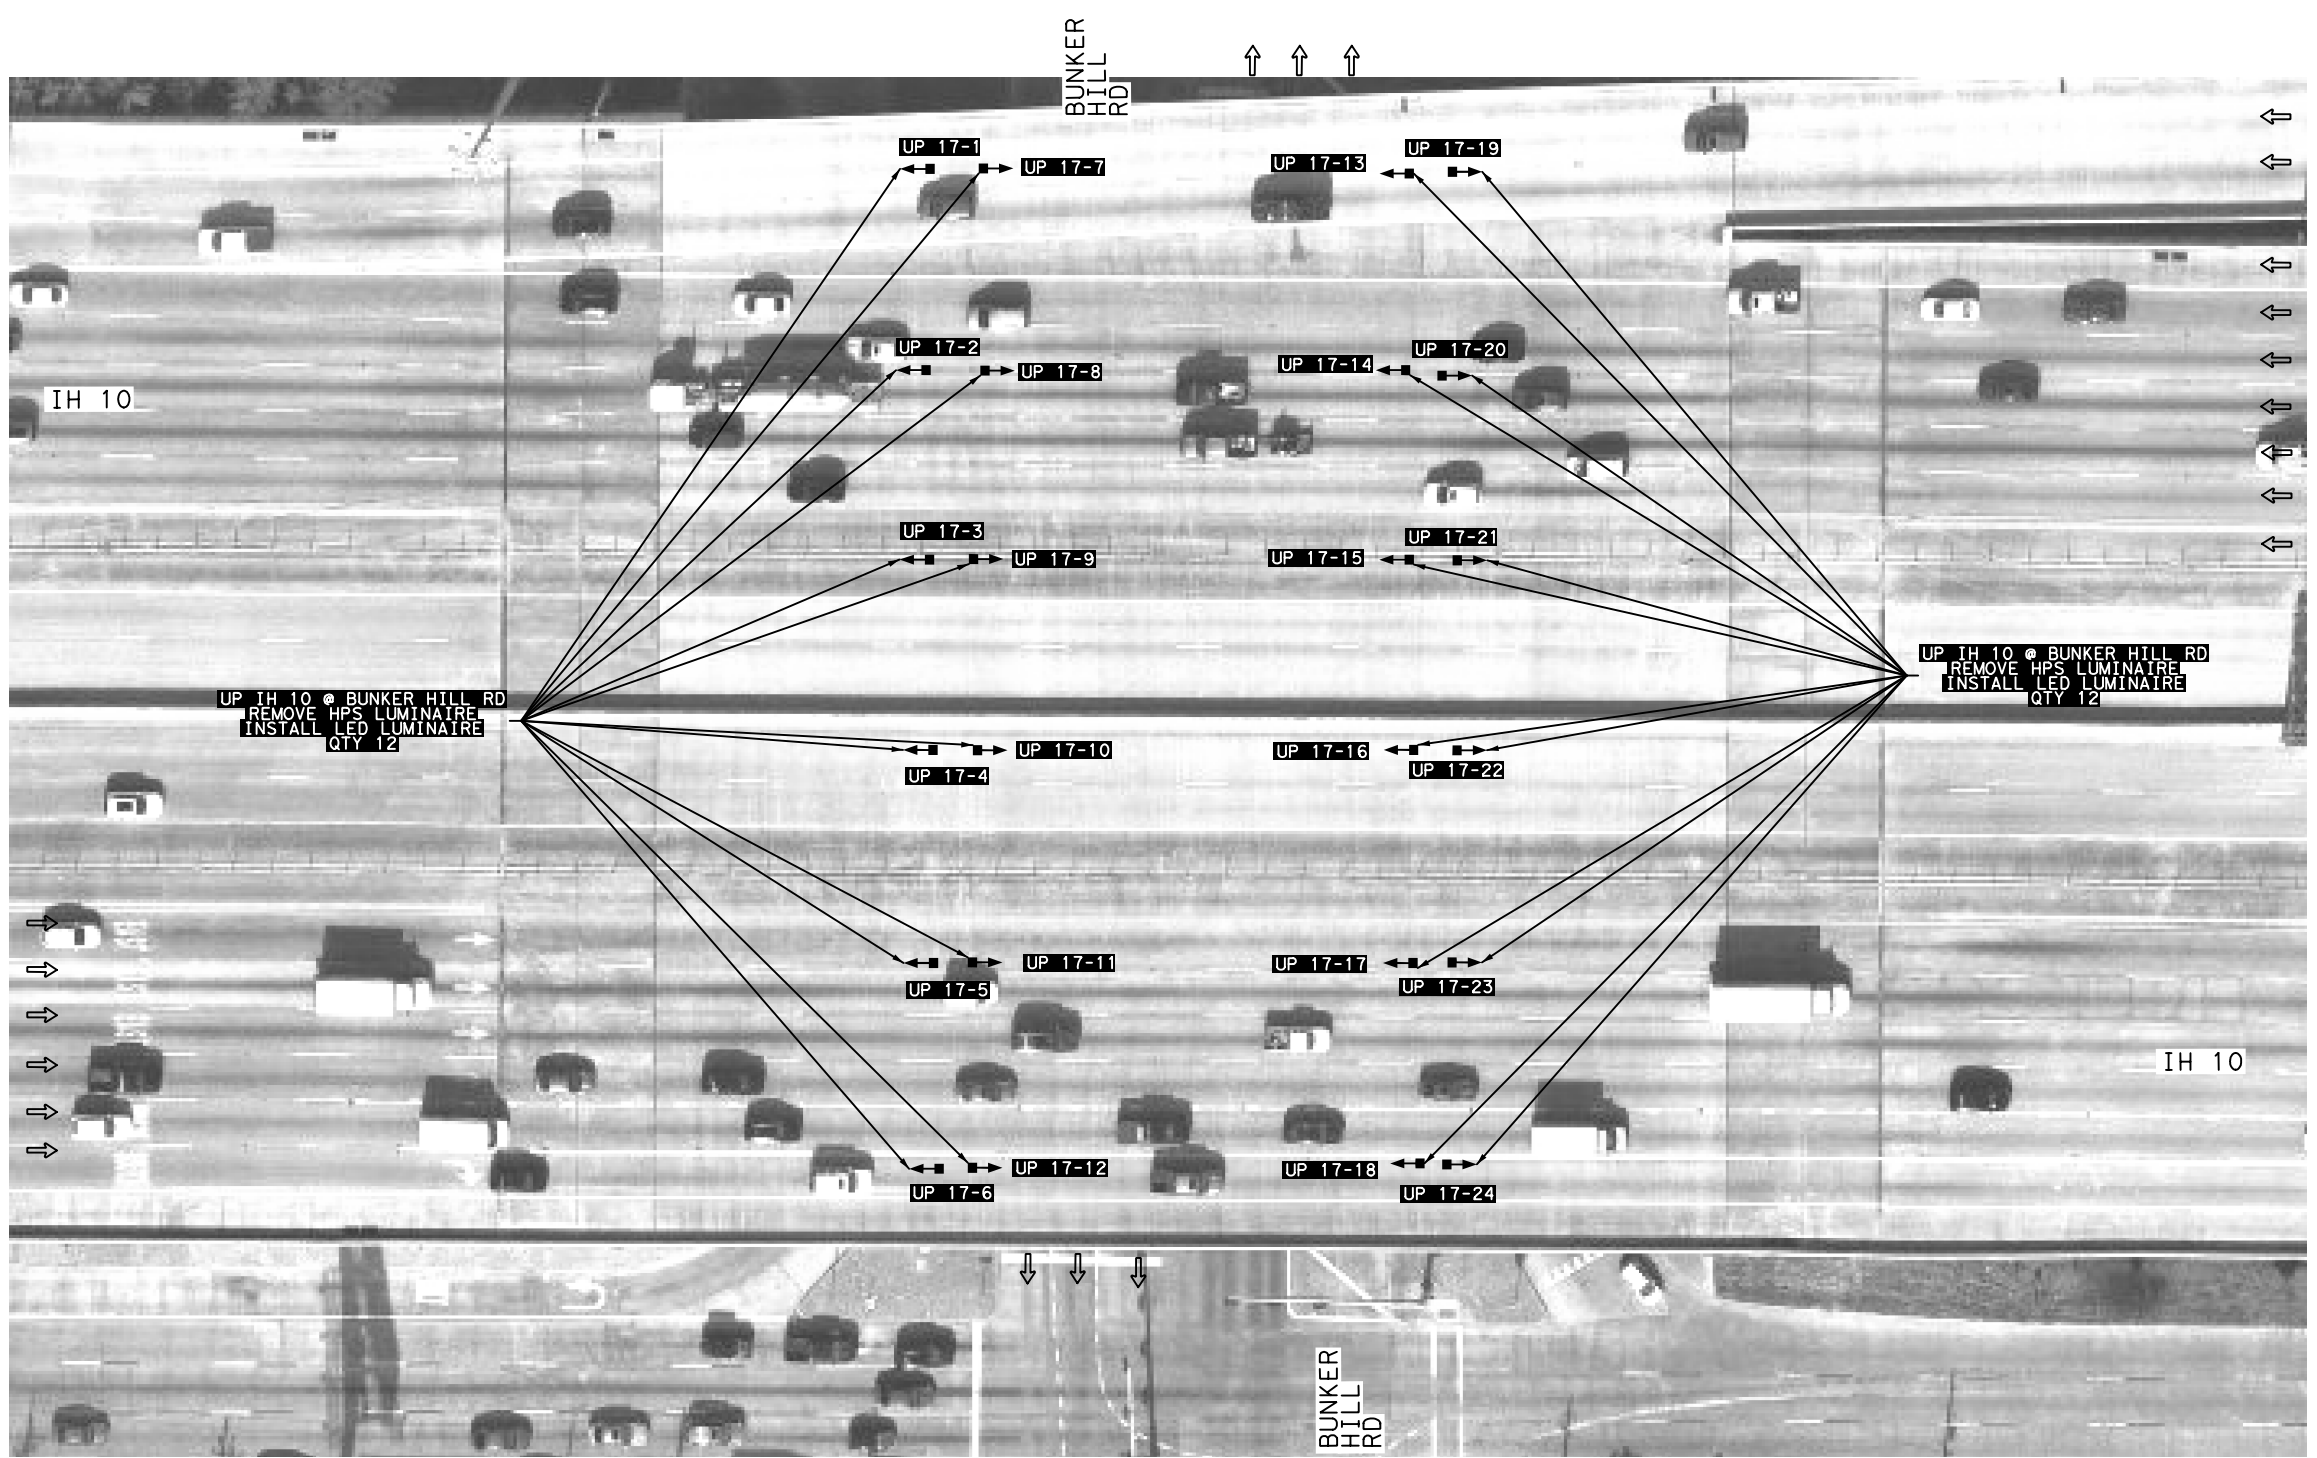 BUNKER
HILL
RD
UP 17-1
UP 17-7
UP 17-13
UP 17-19
UP 17-2
UP 17-8
UP 17-14
UP 17-20
IH 10
UP 17-3
UP 17-9
UP 17-15
UP 17-21
UP IH 10 @ BUNKER HILL RD
REMOVE HPS LUMINAIRE
INSTALL LED LUMINAIRE
QTY 12
UP IH 10 @ BUNKER HILL RD
REMOVE HPS LUMINAIRE
INSTALL LED LUMINAIRE
QTY 12
UP 17-10
UP 17-4
UP 17-16
UP 17-22
UP 17-11
UP 17-5
UP 17-17
UP 17-23
IH 10
UP 17-12
UP 17-6
UP 17-18
UP 17-24
BUNKER
HILL
RD